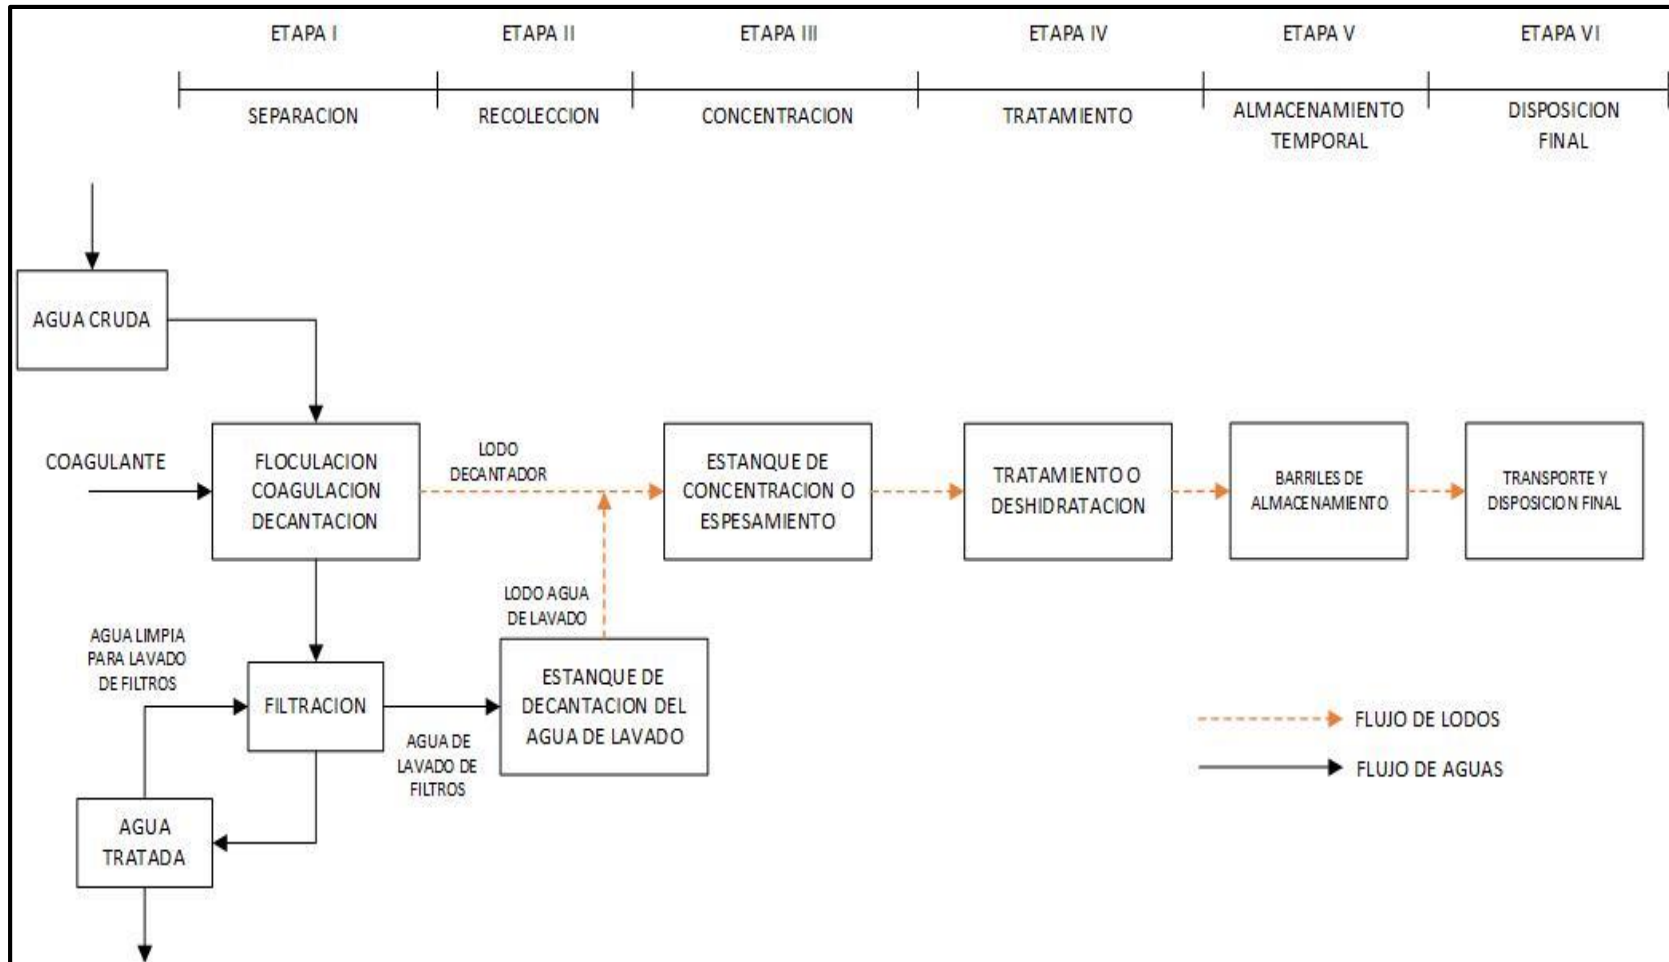 ETAPA I
ETAPA II
ETAPA III
ETAPA IV
ETAPA V
ETAPA VI
SEPARACION
RECOLECCION
CONCENTRACION
TRATAMIENTO
ALMACENAMIENTO
TEMPORAL
DISPOSICION
FINAL
AGUA CRUDA
COAGULANTE
FLOCULACION
COAGULACION
DECANTACION
LODO
DECANTADOR
ESTANQUE DE
CONCENTRACION O
ESPESAMIENTO
TRATAMIENTO O
DESHIDRATACION
BARRILES DE
ALMACENAMIENTO
TRANSPORTE Y
DISPOSICION FINAL
LODO AGUA
DE LAVADO
AGUA LIMPIA
PARA LAVADO
DE FILTROS
FILTRACION
AGUA DE
LAVADO DE
FILTROS
ESTANQUE DE
DECANTACION DEL
AGUA DE LAVADO
FLUJO DE LODOS
FLUJO DE AGUAS
AGUA
TRATADA